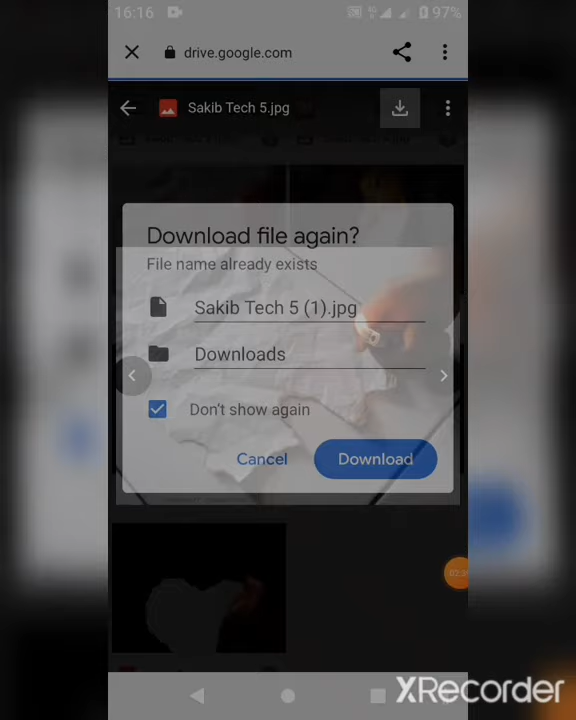 16:16 97%
drive.google.com
Sakib Tech 5.jpg
Download file again?
File name already exists
Sakib Tech 5 (1).jpg
Downloads
Don't show again
Cancel Download
XRecorder